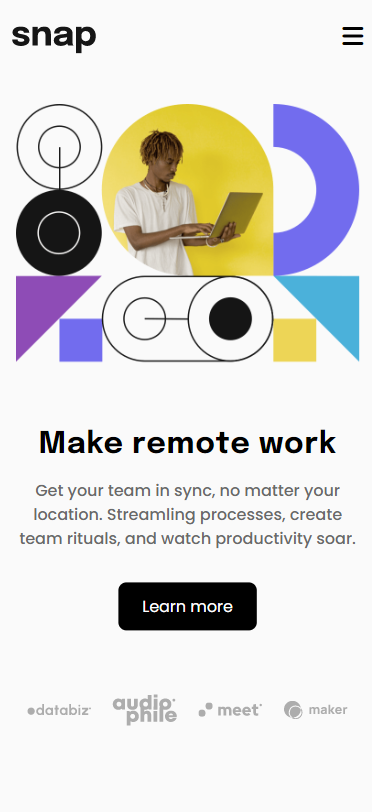 snap
Make remote work
Get your team in sync, no matter your
location. Streamling processes, create
team rituals, and watch productivity soar.
Learn more
databiz
audiophile
meet
maker